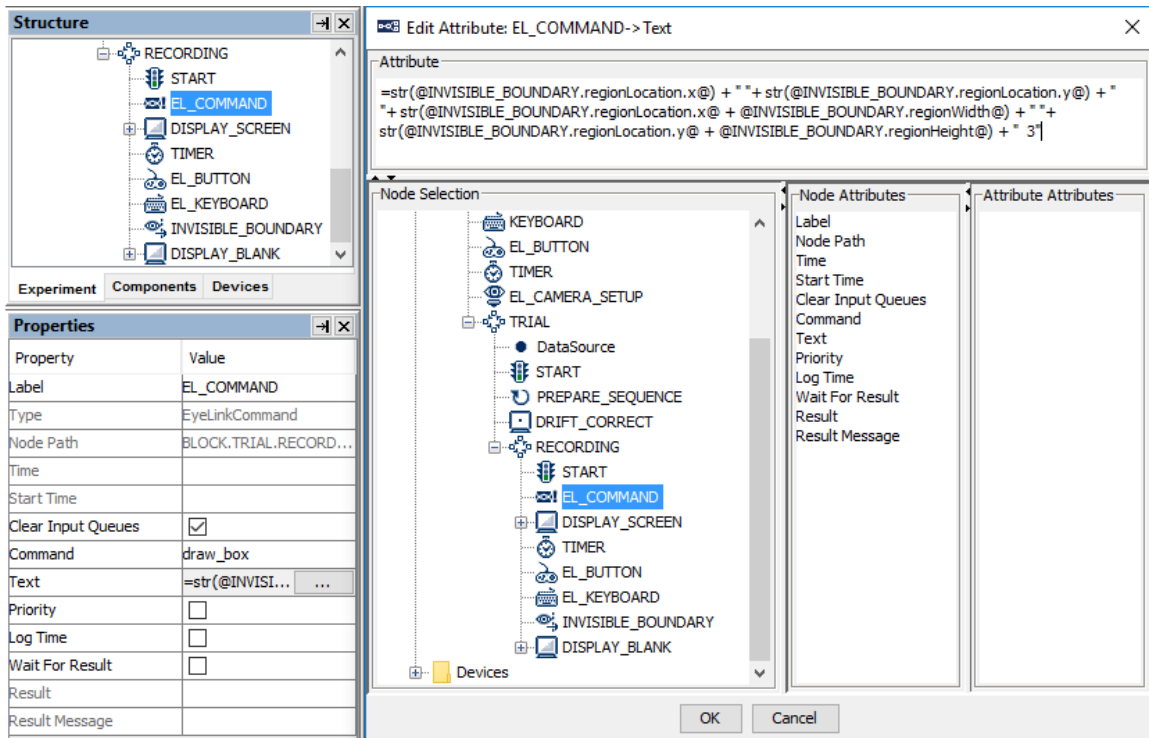 Structure
RECORDING
START
EL_COMMAND
DISPLAY_SCREEN
TIMER
EL_BUTTON
EL_KEYBOARD
INVISIBLE_BOUNDARY
DISPLAY_BLANK
Experiment Components Devices
Properties
Property Value
Label EL_COMMAND
Type EyeLinkCommand
Node Path BLOCK.TRIAL.RECORD...
Time
Start Time
Clear Input Queues
Command draw_box
Text =str(@INVISI... ...
Priority
Log Time
Wait For Result
Result
Result Message
Edit Attribute: EL_COMMAND->Text
Attribute
=str(@INVISIBLE_BOUNDARY.regionLocation.x@) + " "+ str(@INVISIBLE_BOUNDARY.regionLocation.y@) + "
"+ str(@INVISIBLE_BOUNDARY.regionLocation.x@ + @INVISIBLE_BOUNDARY.regionWidth@) + " "+
str(@INVISIBLE_BOUNDARY.regionLocation.y@ + @INVISIBLE_BOUNDARY.regionHeight@) + " 3"
Node Selection
KEYBOARD
EL_BUTTON
TIMER
EL_CAMERA_SETUP
TRIAL
DataSource
START
PREPARE_SEQUENCE
DRIFT_CORRECT
RECORDING
START
EL_COMMAND
DISPLAY_SCREEN
TIMER
EL_BUTTON
EL_KEYBOARD
INVISIBLE_BOUNDARY
DISPLAY_BLANK
Devices
Node Attributes
Label
Node Path
Time
Start Time
Clear Input Queues
Command
Text
Priority
Log Time
Wait For Result
Result
Result Message
Attribute Attributes
OK Cancel